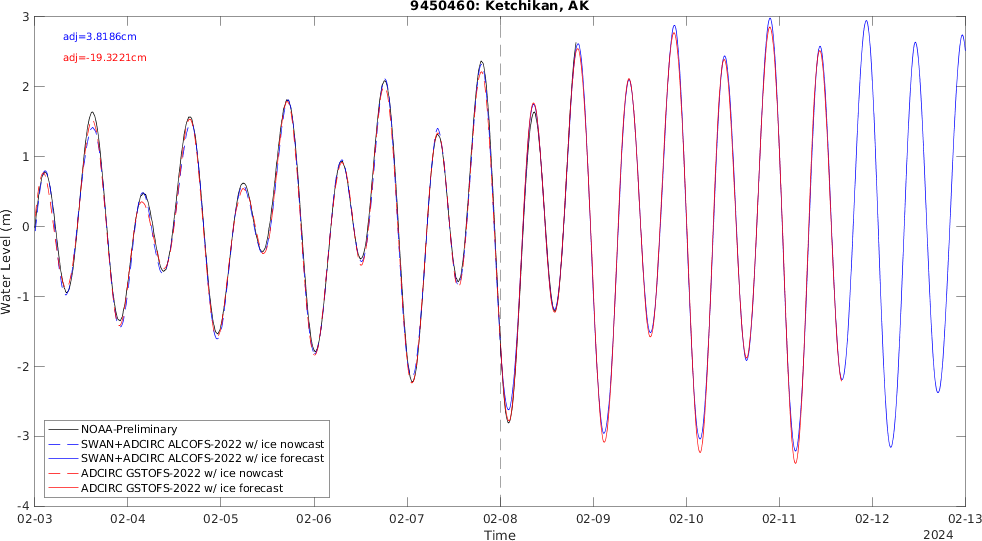 9450460: Ketchikan, AK
adj=3.8186cm
adj=-19.3221cm
3
2
1
0
-1
-2
-3
-4
Water Level (m)
NOAA-Preliminary
SWAN+ADCIRC ALCOFS-2022 w/ ice nowcast
SWAN+ADCIRC ALCOFS-2022 w/ ice forecast
ADCIRC GSTOFS-2022 w/ ice nowcast
ADCIRC GSTOFS-2022 w/ ice forecast
02-03 02-04 02-05 02-06 02-07 02-08 02-09 02-10 02-11 02-12 02-13
Time
2024